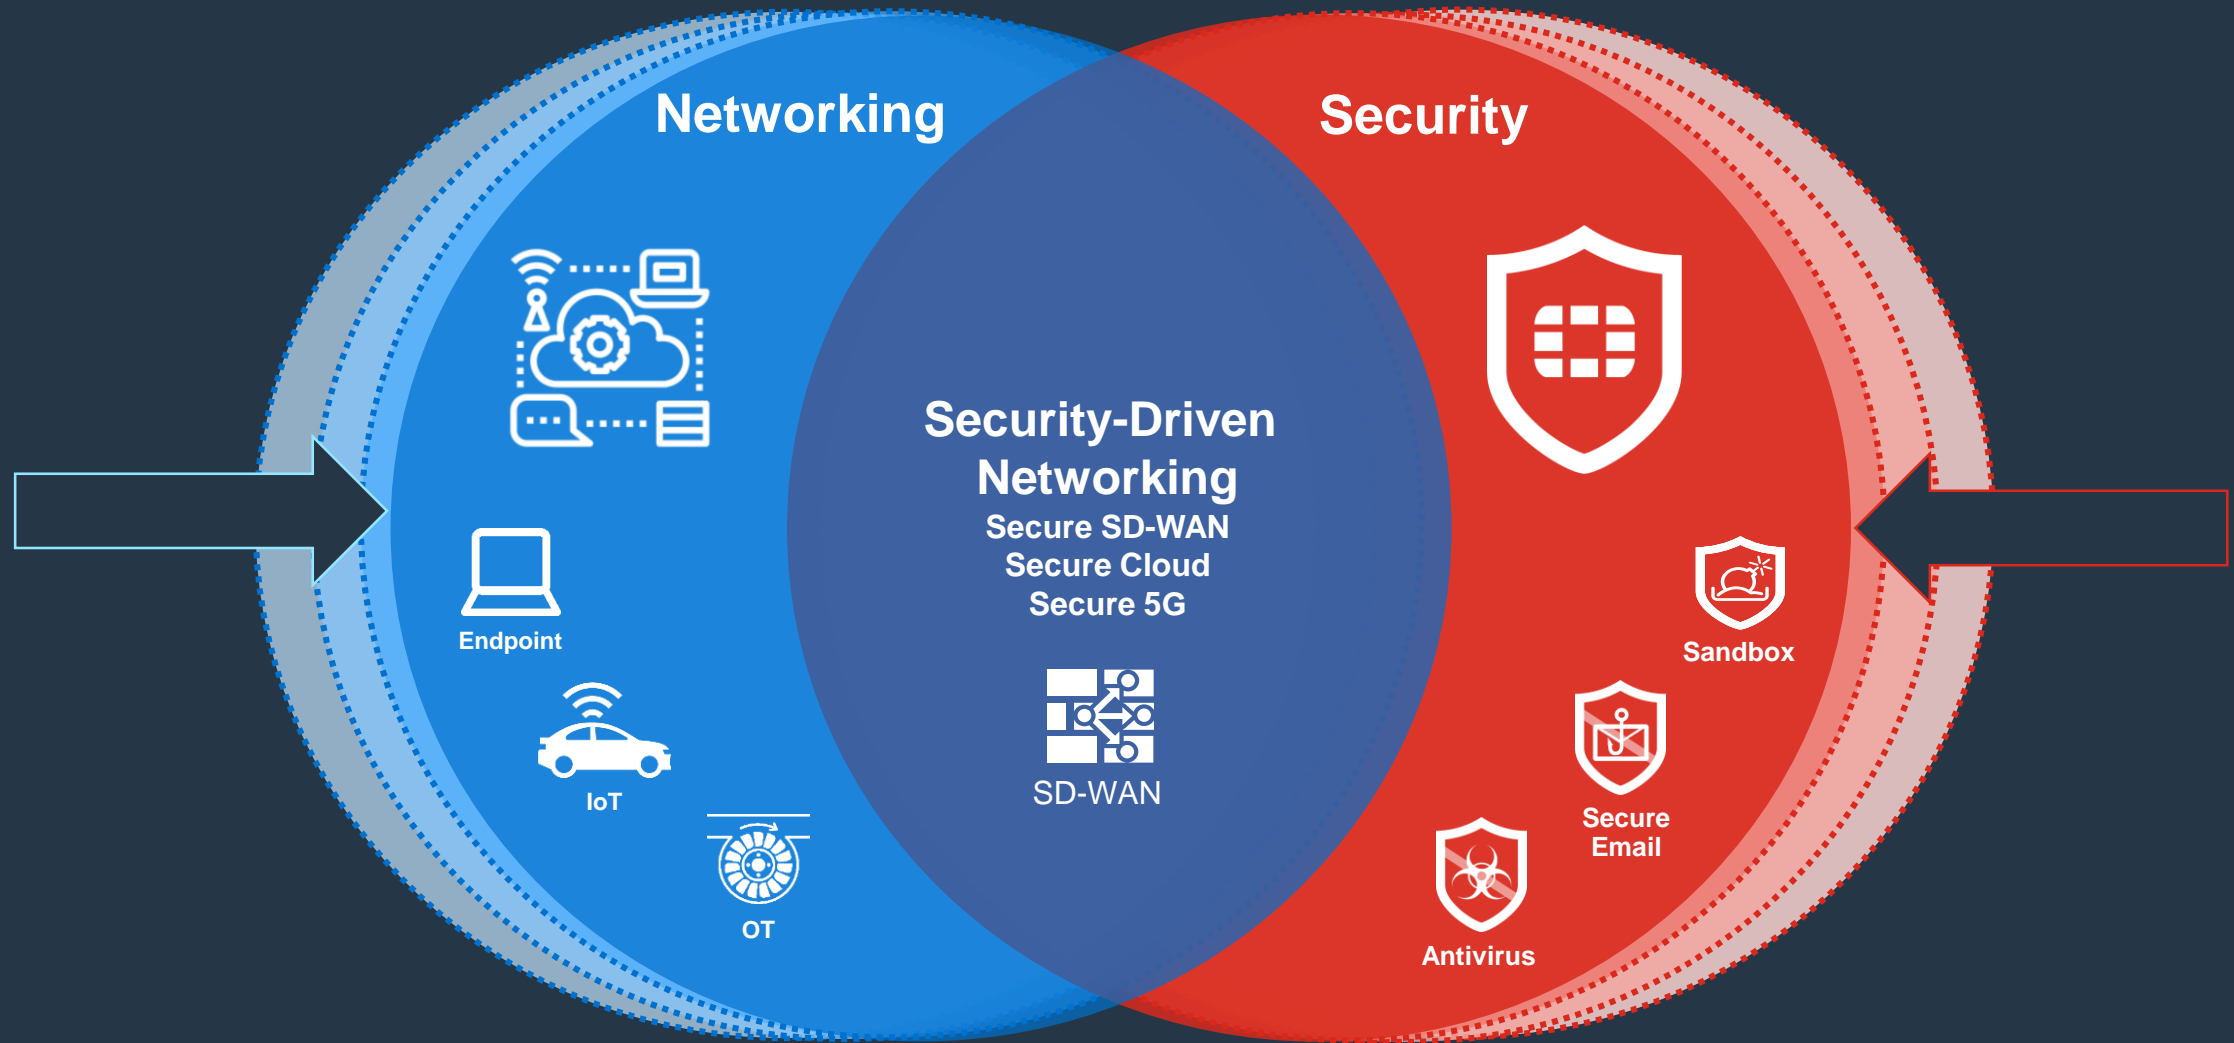 Networking
Security
Security-Driven
Networking
Secure SD-WAN
Secure Cloud
Secure 5G
SD-WAN
Endpoint
IoT
OT
Sandbox
Secure
Email
Antivirus